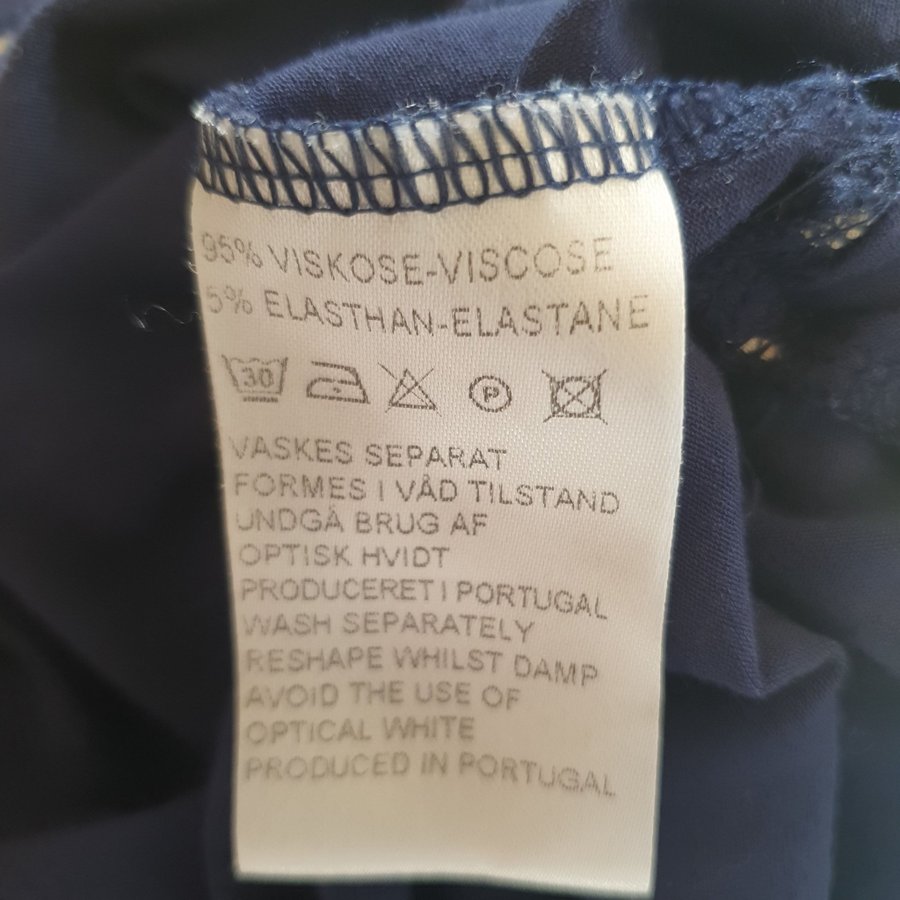 95% VISKOSE-VISCOSE
5% ELASTHAN-ELASTANE
30 P
VASKES SEPARAT
FORMES I VÅD TILSTAND
UNDGÅ BRUG AF
OPTISK HVIDT
PRODUCERET I PORTUGAL
WASH SEPARATELY
RESHAPE WHILST DAMP
AVOID THE USE OF
OPTICAL WHITE
PRODUCED IN PORTUGAL